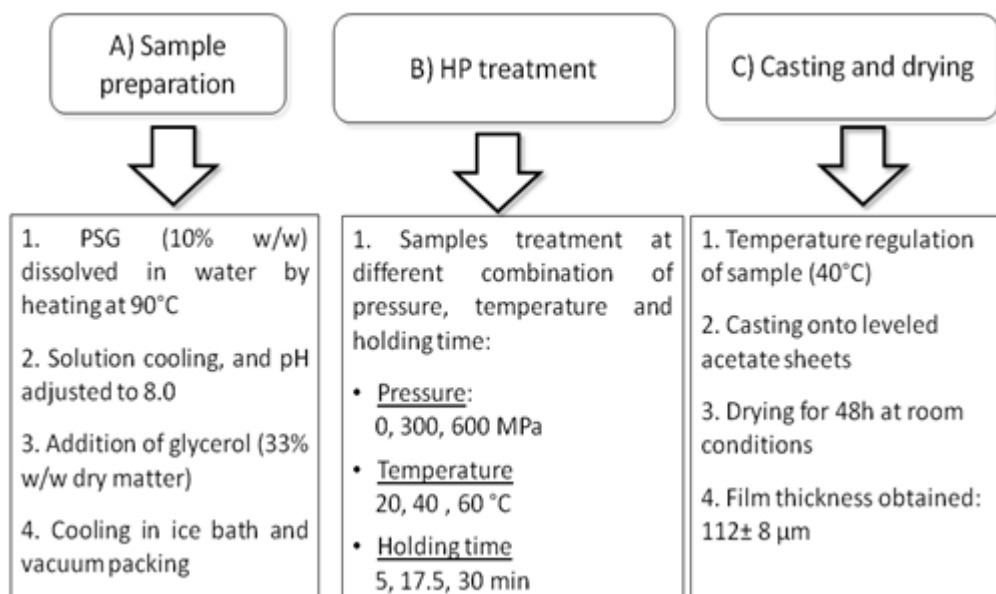 A) Sample
preparation
1. PSG (10% w/w)
dissolved in water by
heating at 90°C
2. Solution cooling, and pH
adjusted to 8.0
3. Addition of glycerol (33%
w/w dry matter)
4. Cooling in ice bath and
vacuum packing
B) HP treatment
1. Samples treatment at
different combination of
pressure, temperature and
holding time:
• Pressure:
0, 300, 600 MPa
• Temperature
20, 40 , 60 °C
• Holding time
5, 17.5, 30 min
C) Casting and drying
1. Temperature regulation
of sample (40°C)
2. Casting onto leveled
acetate sheets
3. Drying for 48h at room
conditions
4. Film thickness obtained:
112± 8 µm